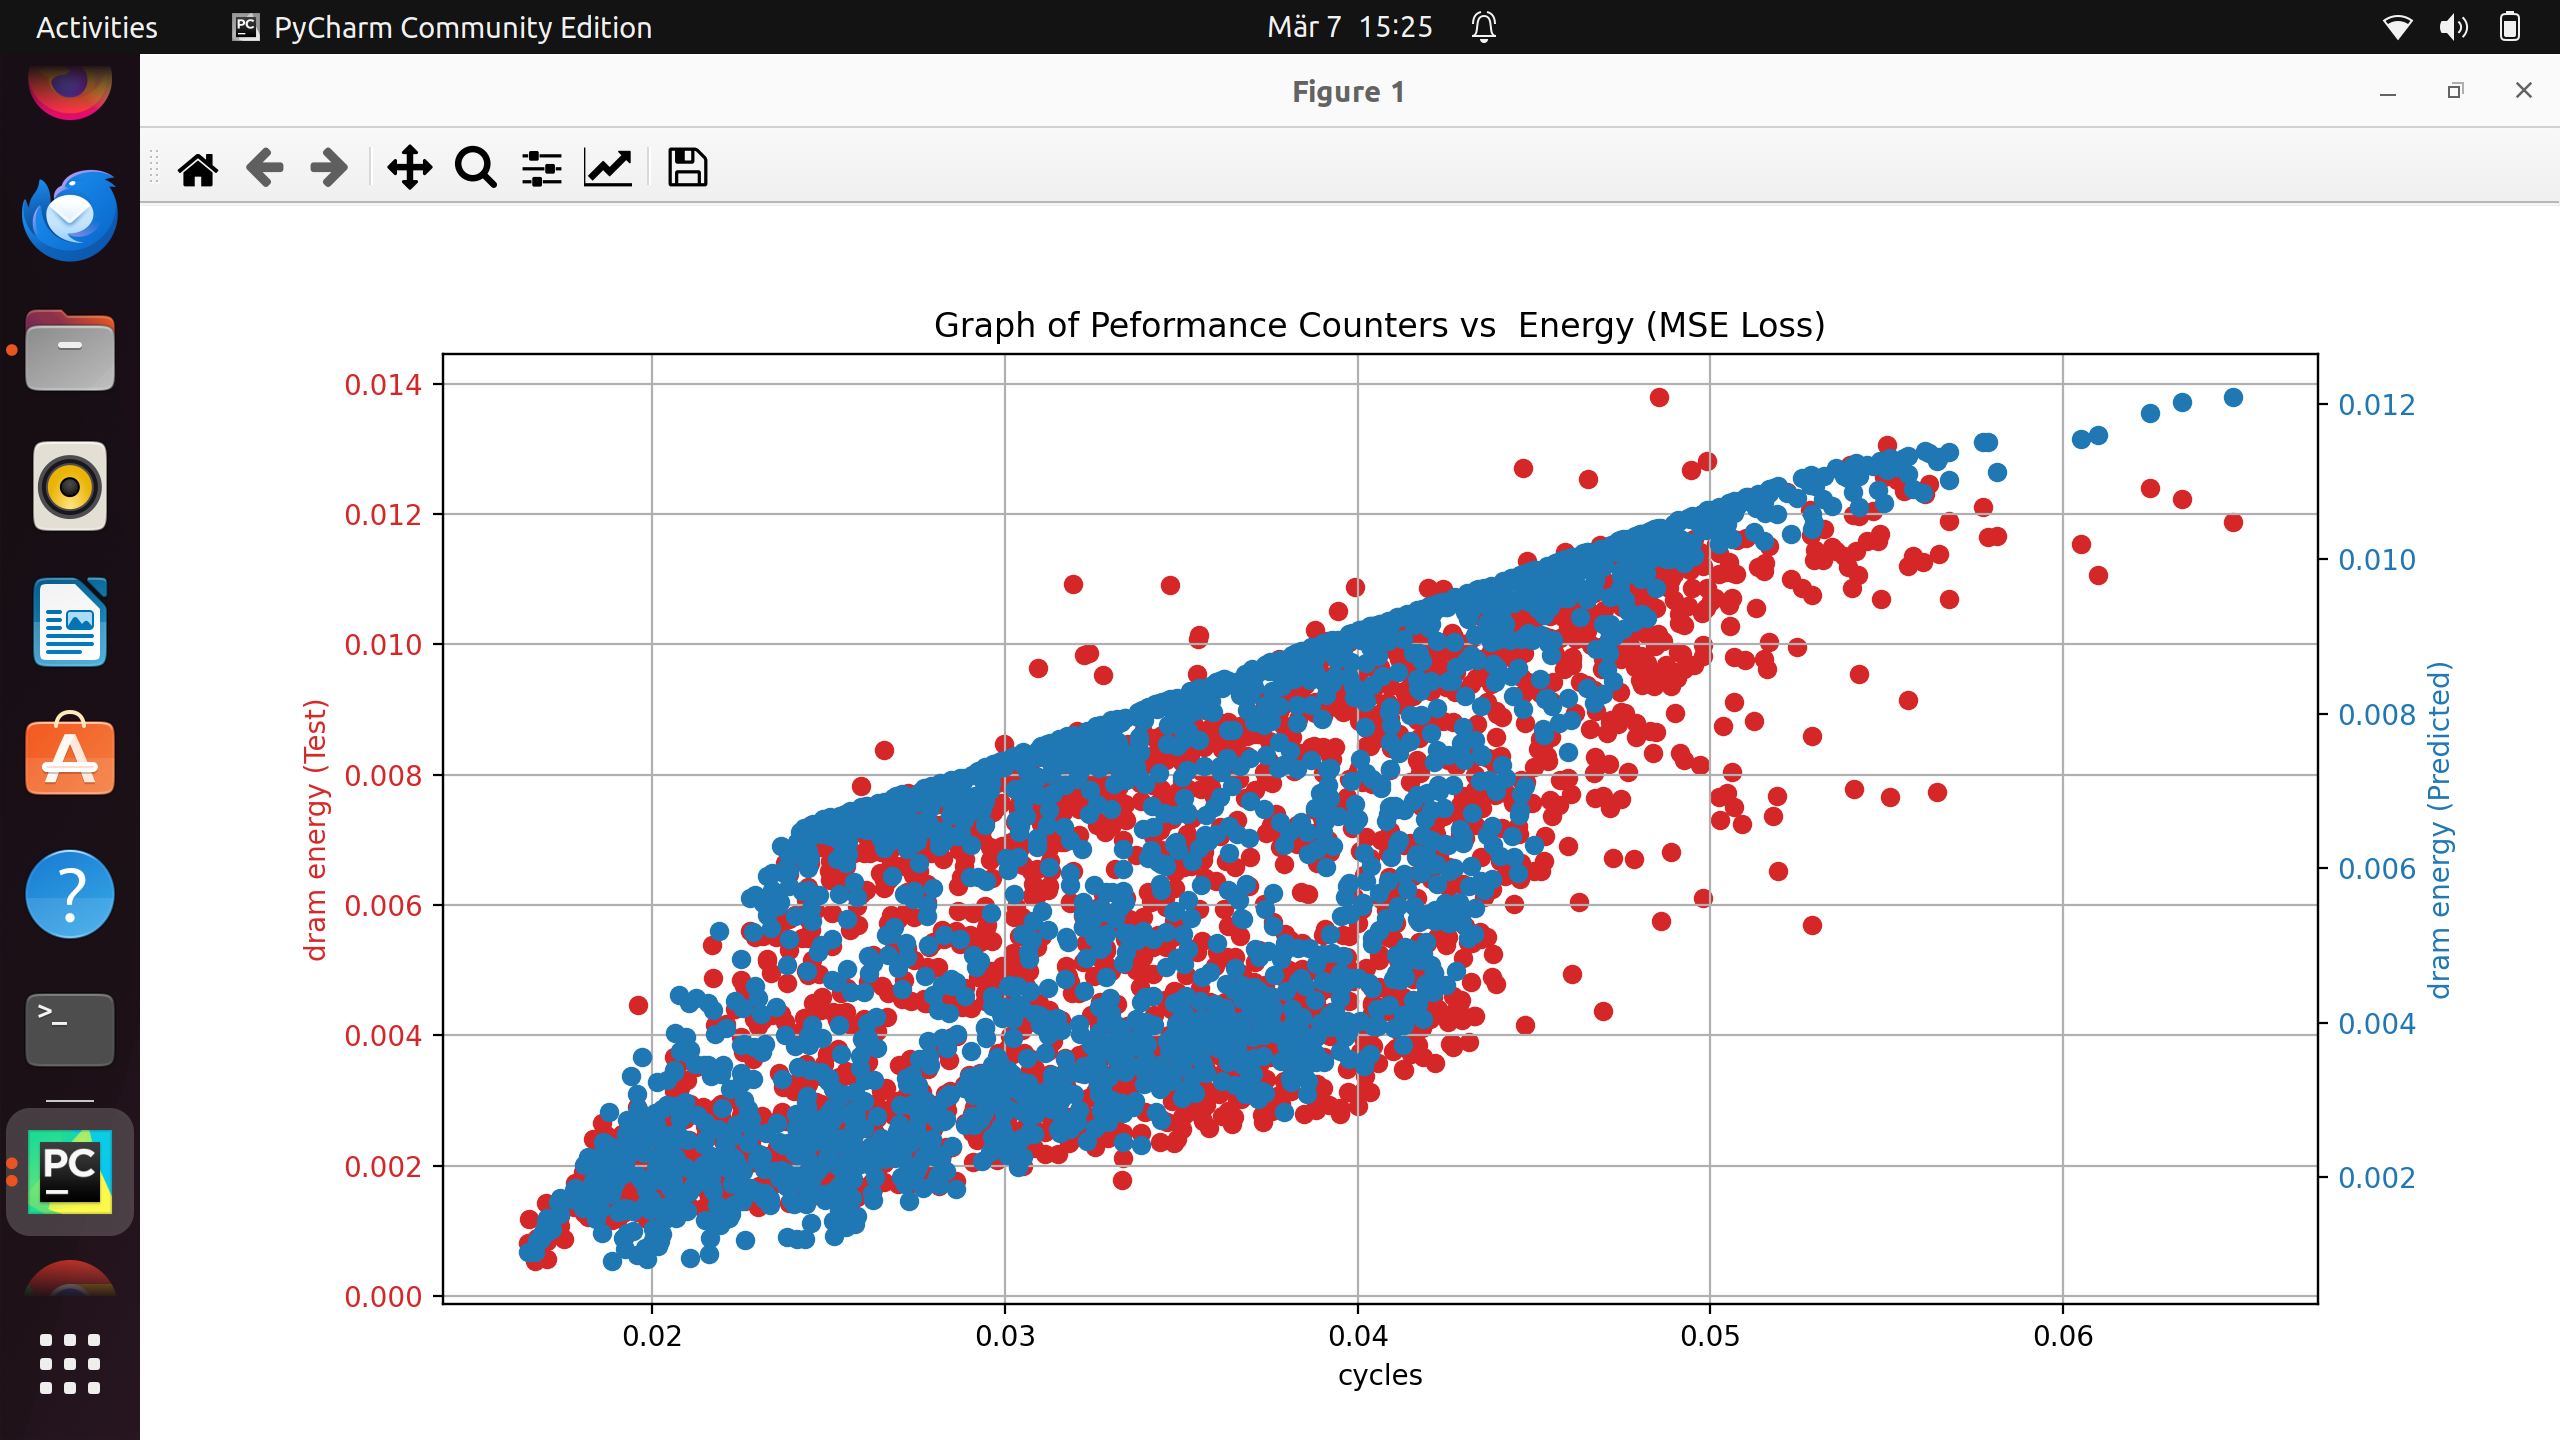 Activities PyCharm Community Edition Mär 7 15:25
Figure 1
Graph of Peformance Counters vs  Energy (MSE Loss)
dram energy (Test)
0.014
0.012
0.010
0.008
0.006
0.004
0.002
0.000
0.02 0.03 0.04 0.05 0.06
cycles
0.012
0.010
0.008
0.006
0.004
0.002
dram energy (Predicted)
A
?
>_
PC
PC